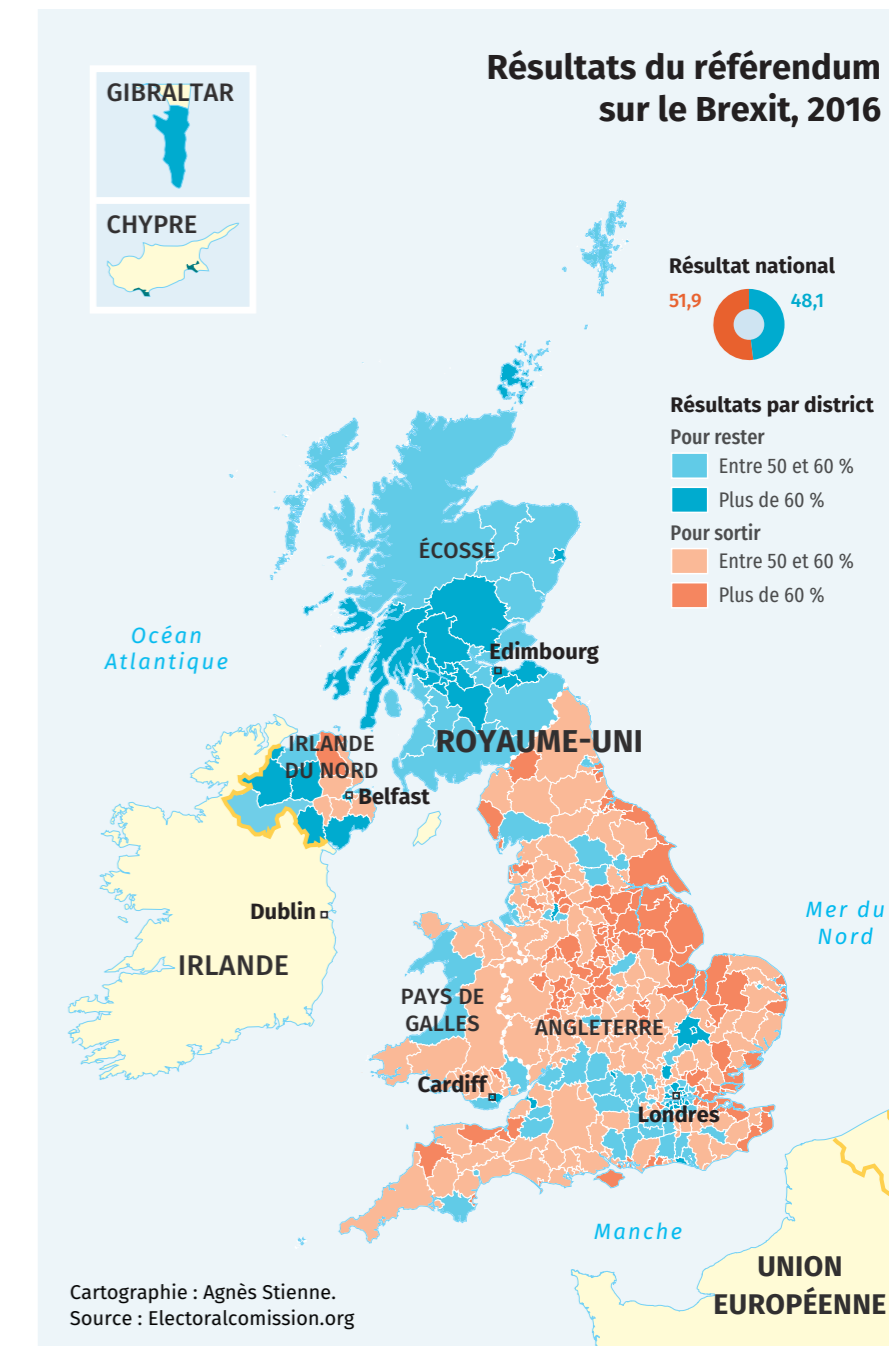 Résultats du référendum
sur le Brexit, 2016
GIBRALTAR
CHYPRE
Résultat national
51,9
48,1
Résultats par district
Pour rester
Entre 50 et 60 %
Plus de 60 %
Pour sortir
Entre 50 et 60 %
Plus de 60 %
ÉCOSSE
Océan
Atlantique
Edimbourg
ROYAUME-UNI
IRLANDE
DU NORD
Belfast
Dublin
IRLANDE
Mer du
Nord
PAYS DE
GALLES
ANGLETERRE
Cardiff
Londres
Manche
UNION
EUROPÉENNE
Cartographie : Agnès Stienne.
Source : Electoralcomission.org